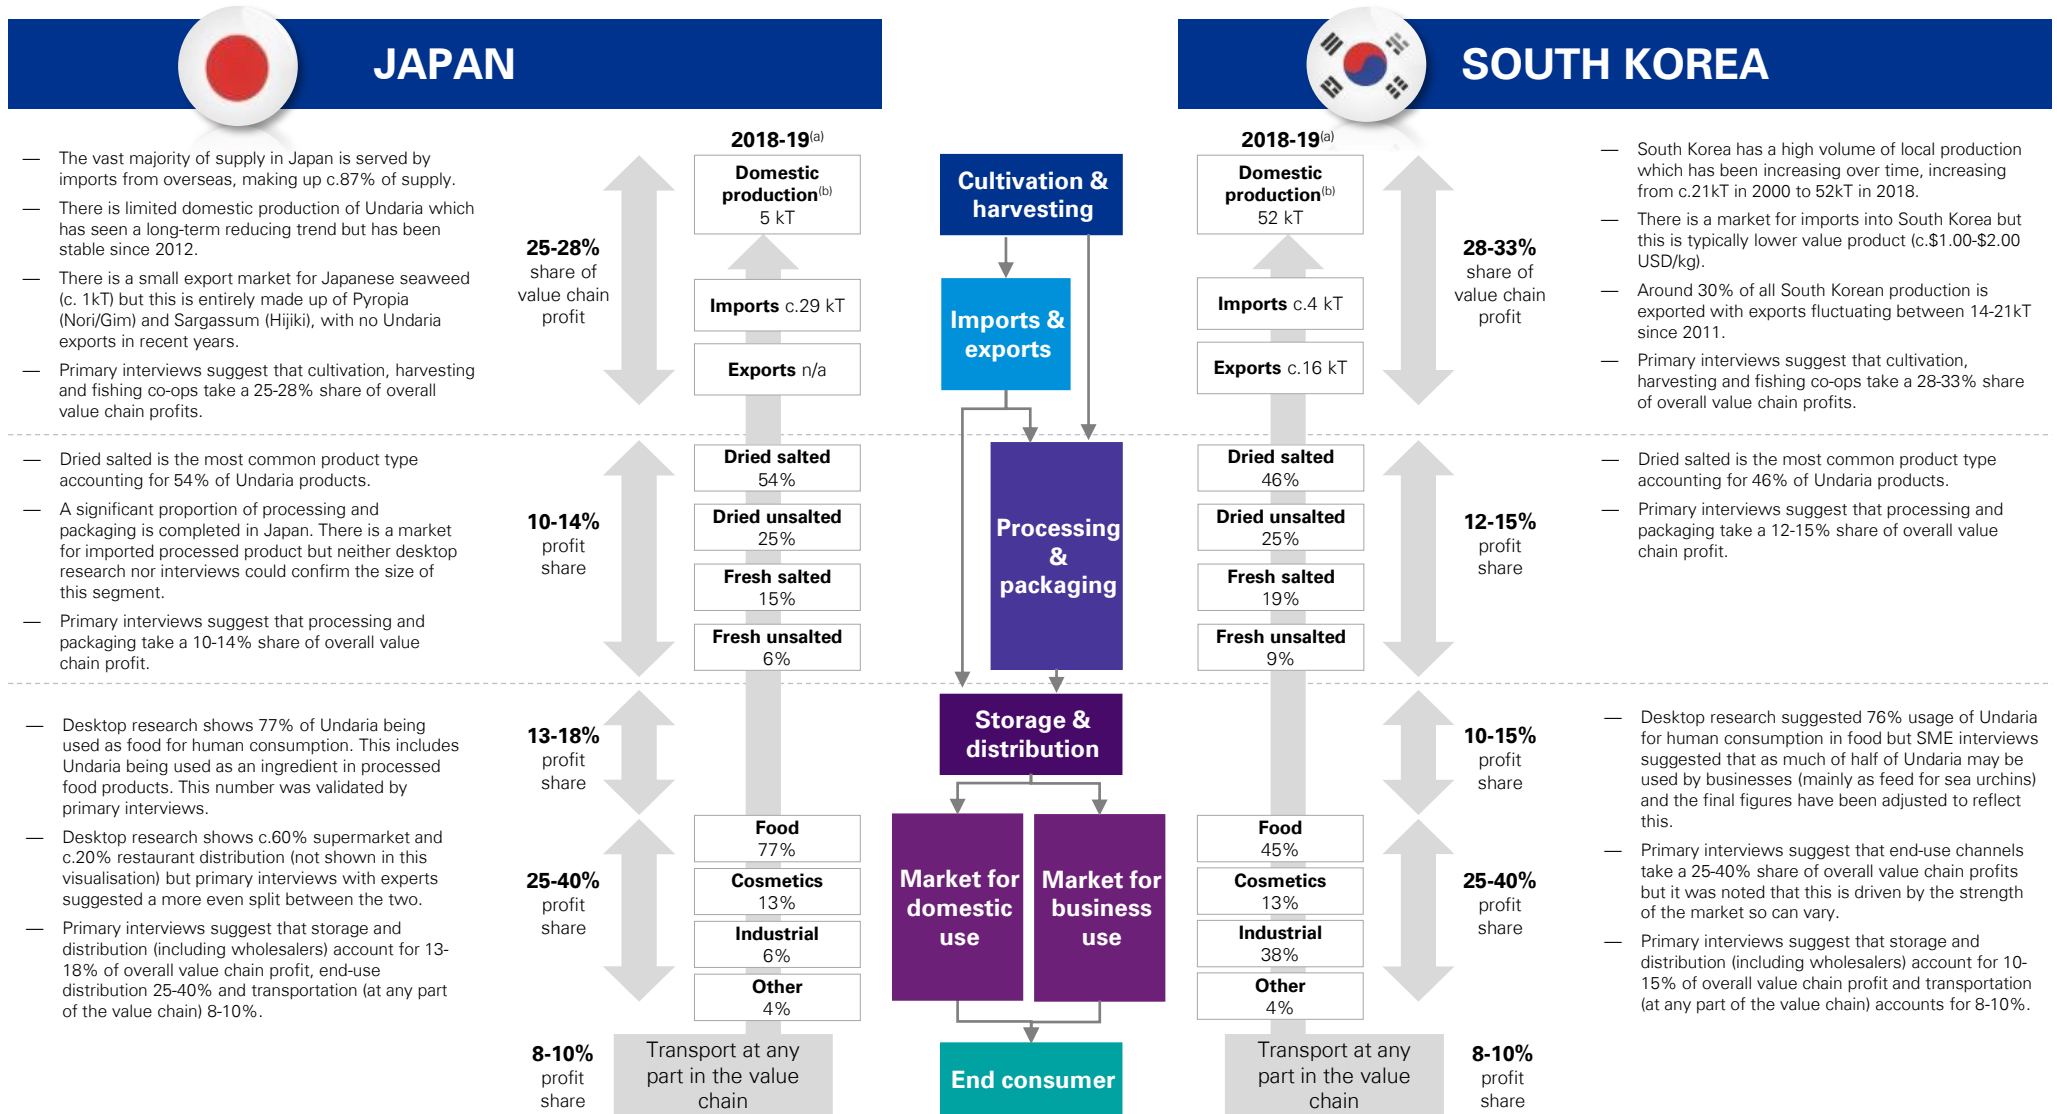 JAPAN
— The vast majority of supply in Japan is served by
imports from overseas, making up c.87% of supply.
— There is limited domestic production of Undaria which
has seen a long-term reducing trend but has been
stable since 2012.
— There is a small export market for Japanese seaweed
(c. 1kT) but this is entirely made up of Pyropia
(Nori/Gim) and Sargassum (Hijiki), with no Undaria
exports in recent years.
— Primary interviews suggest that cultivation, harvesting
and fishing co-ops take a 25-28% share of overall
value chain profits.
25-28%
share of
value chain
profit
2018-19(a)
Domestic
production(b)
5 kT
Imports c.29 kT
Exports n/a
— Dried salted is the most common product type
accounting for 54% of Undaria products.
— A significant proportion of processing and
packaging is completed in Japan. There is a market
for imported processed product but neither desktop
research nor interviews could confirm the size of
this segment.
— Primary interviews suggest that processing and
packaging take a 10-14% share of overall value
chain profit.
10-14%
profit
share
Dried salted
54%
Dried unsalted
25%
Fresh salted
15%
Fresh unsalted
6%
— Desktop research shows 77% of Undaria being
used as food for human consumption. This includes
Undaria being used as an ingredient in processed
food products. This number was validated by
primary interviews.
— Desktop research shows c.60% supermarket and
c.20% restaurant distribution (not shown in this
visualisation) but primary interviews with experts
suggested a more even split between the two.
— Primary interviews suggest that storage and
distribution (including wholesalers) account for 13-
18% of overall value chain profit, end-use
distribution 25-40% and transportation (at any part
of the value chain) 8-10%.
13-18%
profit
share
25-40%
profit
share
Food
77%
Cosmetics
13%
Industrial
6%
Other
4%
8-10%
profit
share
Transport at any
part in the value
chain
Cultivation &
harvesting
Imports &
exports
Processing
&
packaging
Storage &
distribution
Market for
domestic
use
Market for
business
use
End consumer
SOUTH KOREA
2018-19(a)
Domestic
production(b)
52 kT
Imports c.4 kT
Exports c.16 kT
28-33%
share of
value chain
profit
— South Korea has a high volume of local production
which has been increasing over time, increasing
from c.21kT in 2000 to 52kT in 2018.
— There is a market for imports into South Korea but
this is typically lower value product (c.$1.00-$2.00
USD/kg).
— Around 30% of all South Korean production is
exported with exports fluctuating between 14-21kT
since 2011.
— Primary interviews suggest that cultivation,
harvesting and fishing co-ops take a 28-33% share
of overall value chain profits.
Dried salted
46%
Dried unsalted
25%
Fresh salted
19%
Fresh unsalted
9%
12-15%
profit
share
— Dried salted is the most common product type
accounting for 46% of Undaria products.
— Primary interviews suggest that processing and
packaging take a 12-15% share of overall value
chain profit.
10-15%
profit
share
Food
45%
Cosmetics
13%
Industrial
38%
Other
4%
25-40%
profit
share
— Desktop research suggested 76% usage of Undaria
for human consumption in food but SME interviews
suggested that as much of half of Undaria may be
used by businesses (mainly as feed for sea urchins)
and the final figures have been adjusted to reflect
this.
— Primary interviews suggest that end-use channels
take a 25-40% share of overall value chain profits
but it was noted that this is driven by the strength
of the market so can vary.
— Primary interviews suggest that storage and
distribution (including wholesalers) account for 10-
15% of overall value chain profit and transportation
(at any part of the value chain) accounts for 8-10%.
Transport at any
part in the value
chain
8-10%
profit
share